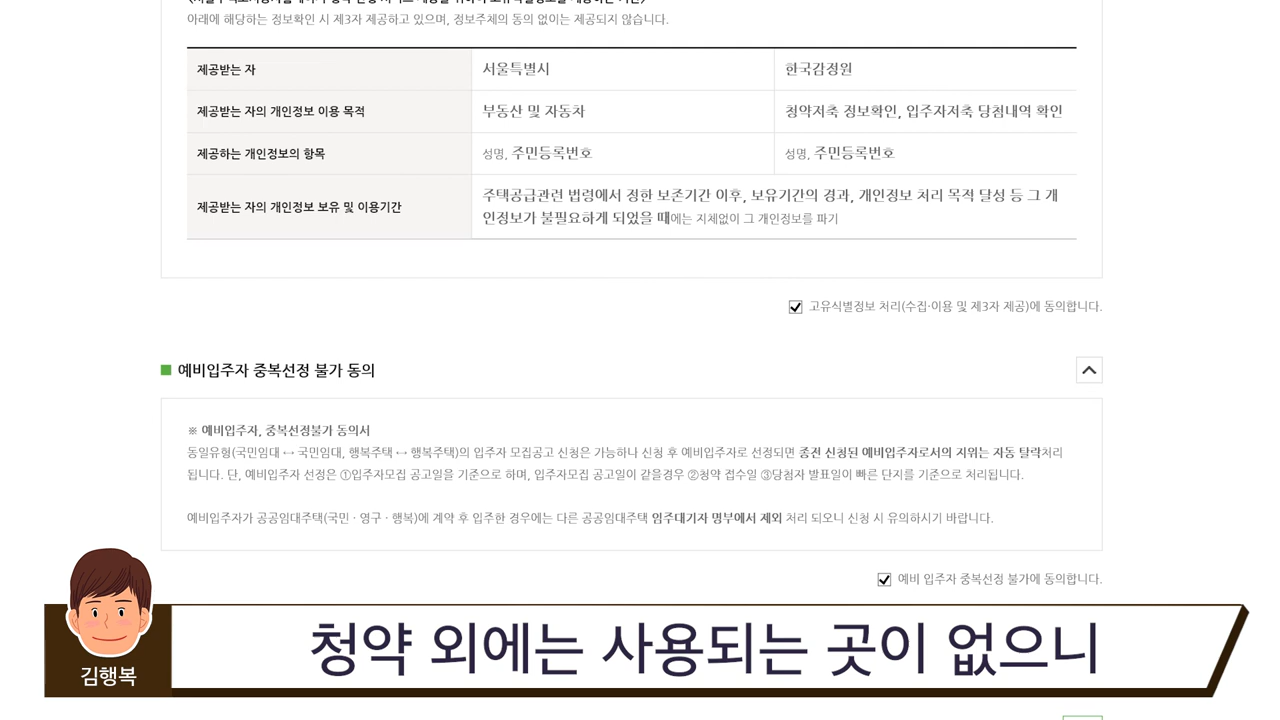 아래에 해당하는 정보확인 시 제3자 제공하고 있으며, 정보주체의 동의 없이는 제공되지 않습니다.
제공받는 자 서울특별시 한국감정원
제공받는 자의 개인정보 이용 목적 부동산 및 자동차 청약저축 정보확인, 입주자저축 당첨내역 확인
제공하는 개인정보의 항목 성명, 주민등록번호 성명, 주민등록번호
제공받는 자의 개인정보 보유 및 이용기간 주택공급관련 법령에서 정한 보존기간 이후, 보유기간의 경과, 개인정보 처리 목적 달성 등 그 개
인정보가 불필요하게 되었을 때에는 지체없이 그 개인정보를 파기
고유식별정보 처리(수집·이용 및 제3자 제공)에 동의합니다.
예비입주자 중복선정 불가 동의
※ 예비입주자, 중복선정불가 동의서
동일유형(국민임대 ↔ 국민임대, 행복주택 ↔ 행복주택)의 입주자 모집공고 신청은 가능하나 신청 후 예비입주자로 선정되면 종전 신청된 예비입주자로서의 지위는 자동 탈락처리
됩니다. 단, 예비입주자 선정은 ①입주자모집 공고일을 기준으로 하며, 입주자모집 공고일이 같을경우 ②청약 접수일 ③당첨자 발표일이 빠른 단지를 기준으로 처리됩니다.
예비입주자가 공공임대주택(국민 · 영구 · 행복)에 계약 후 입주한 경우에는 다른 공공임대주택 입주대기자 명부에서 제외 처리 되오니 신청 시 유의하시기 바랍니다.
예비 입주자 중복선정 불가에 동의합니다.
청약 외에는 사용되는 곳이 없으니
김행복